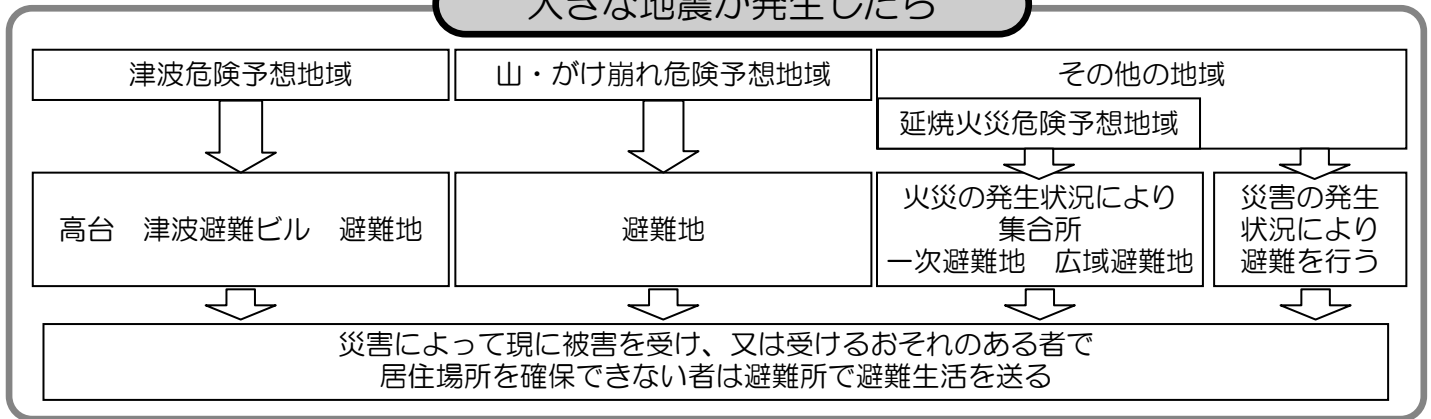 大きな地震が発生したら
津波危険予想地域
山・がけ崩れ危険予想地域
その他の地域
延焼火災危険予想地域
高台　津波避難ビル　避難地
避難地
火災の発生状況により
集合所
一次避難地　広域避難地
災害の発生
状況により
避難を行う
災害によって現に被害を受け、又は受けるおそれのある者で
居住場所を確保できない者は避難所で避難生活を送る